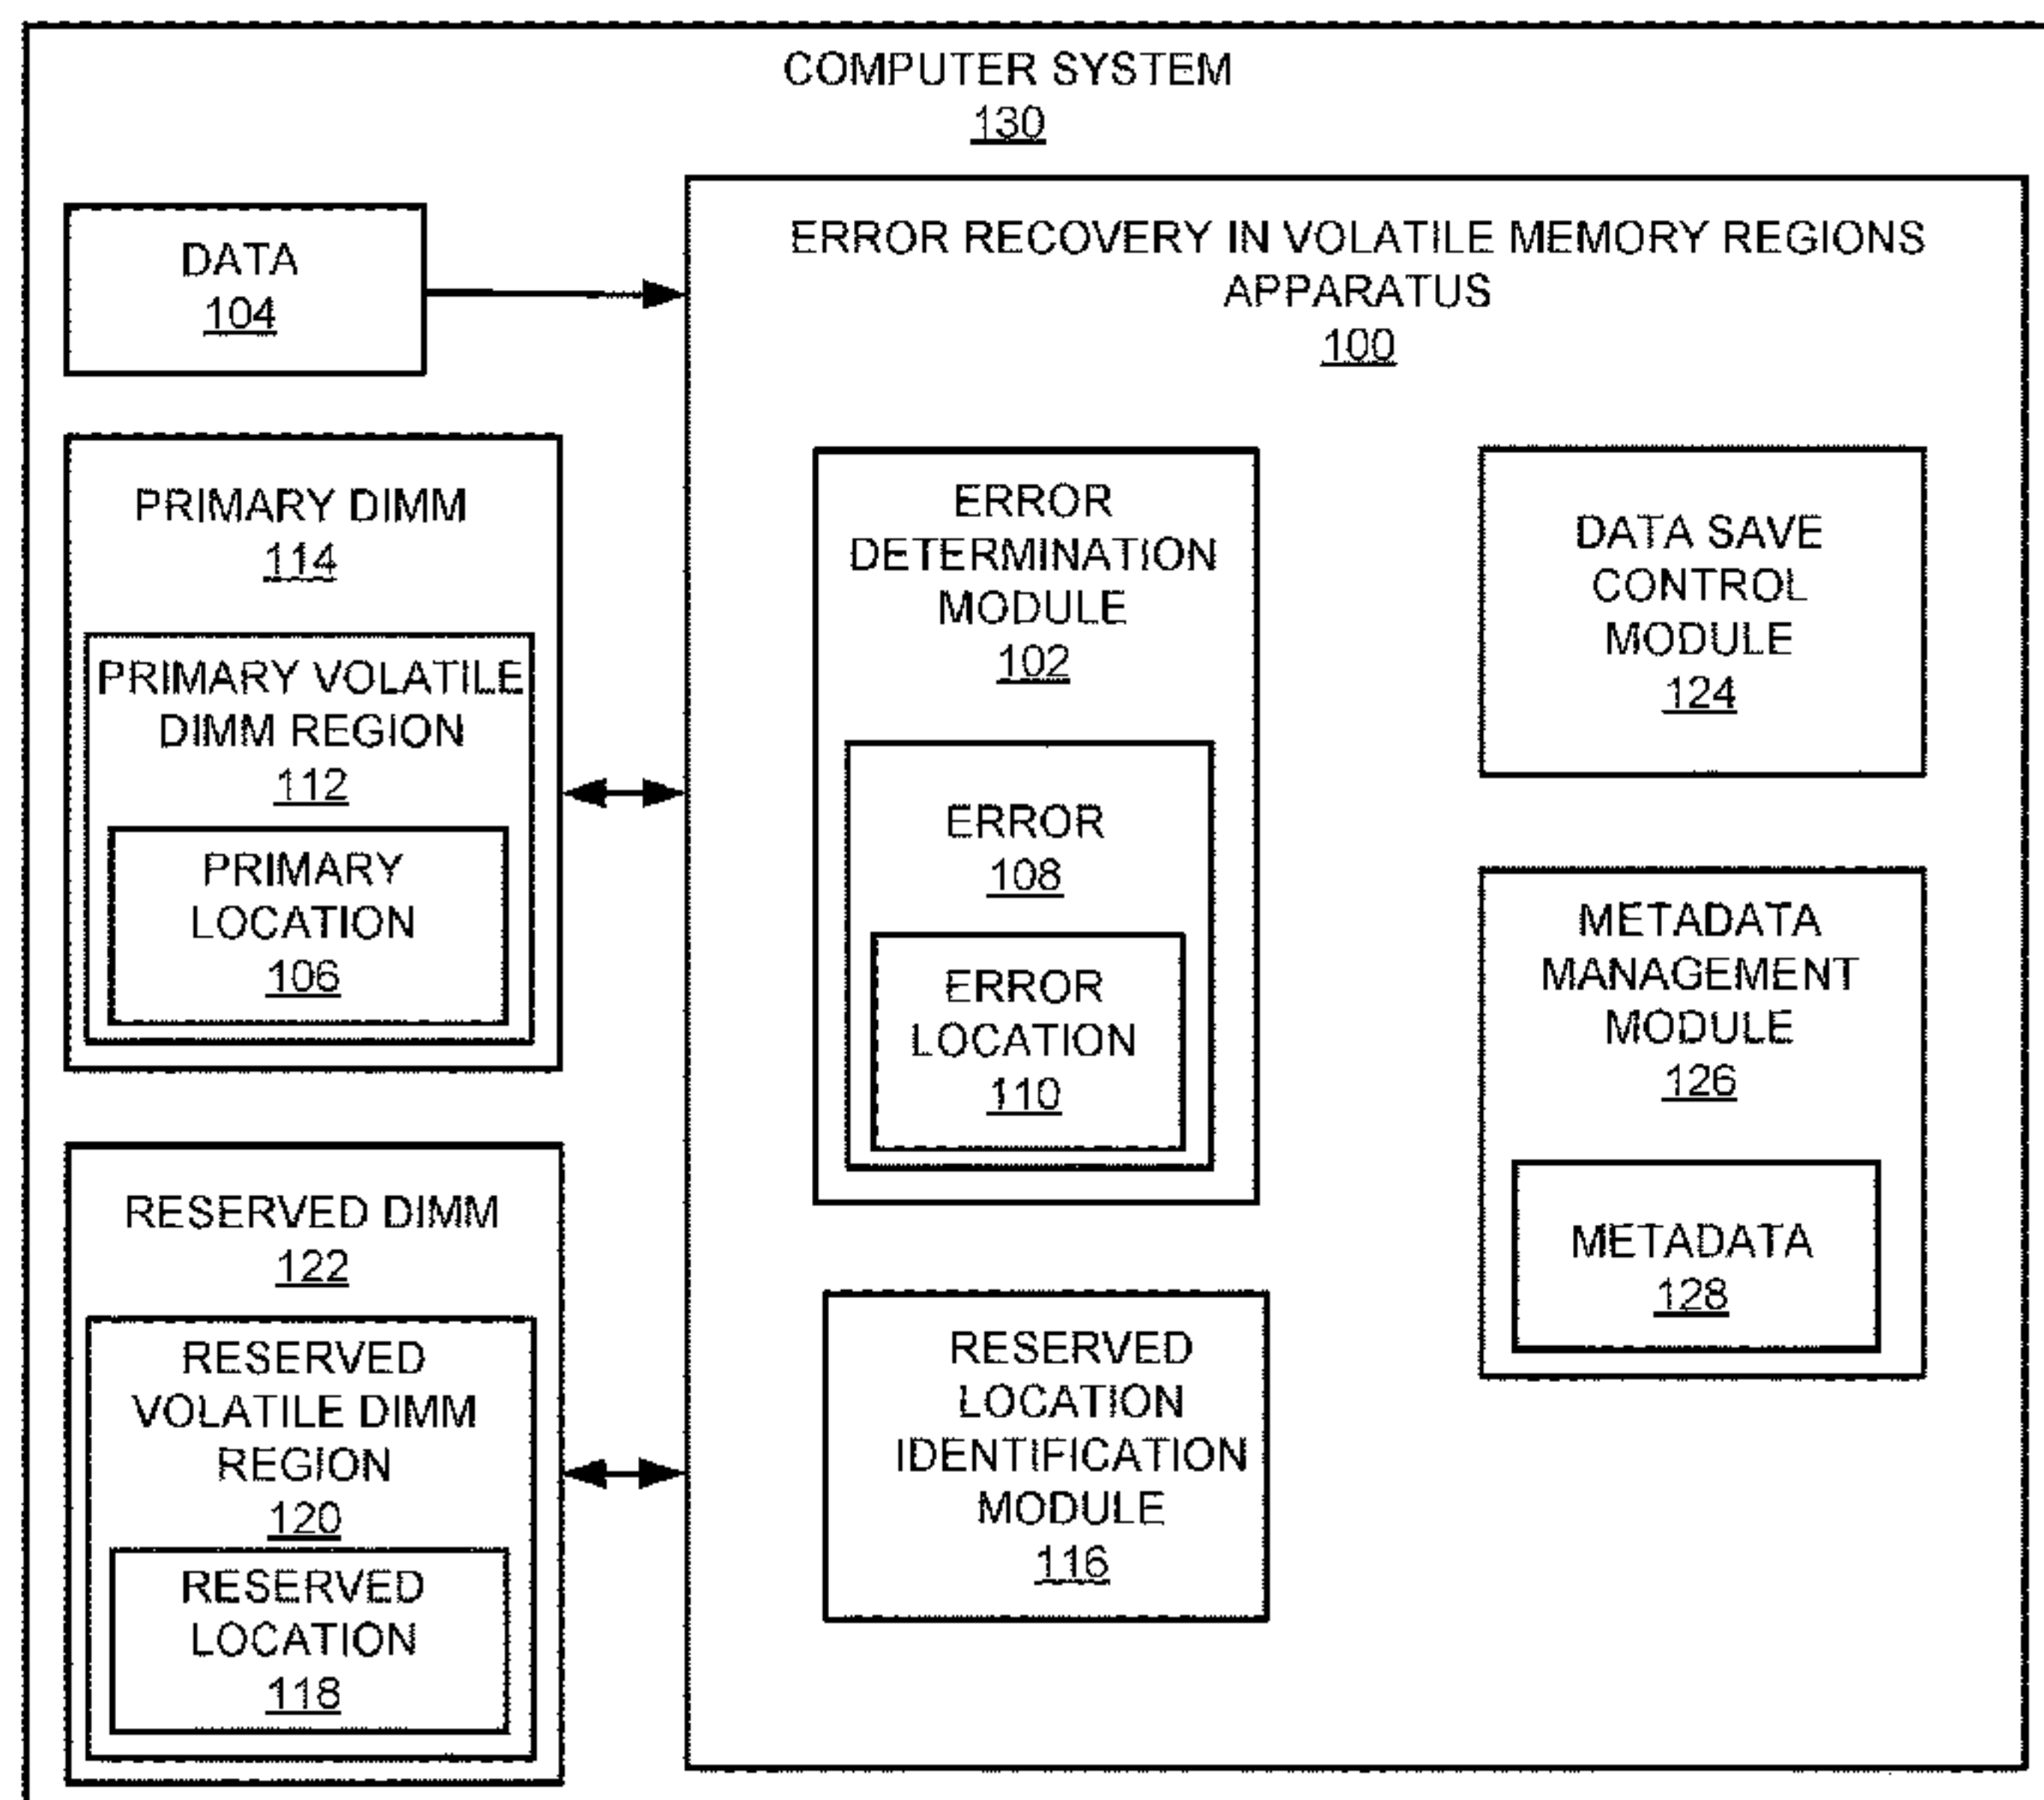 COMPUTER SYSTEM
130
DATA
104
ERROR RECOVERY IN VOLATILE MEMORY REGIONS
APPARATUS
100
PRIMARY DIMM
114
PRIMARY VOLATILE
DIMM REGION
112
PRIMARY
LOCATION
106
ERROR
DETERMINATION
MODULE
102
ERROR
108
ERROR
LOCATION
110
DATA SAVE
CONTROL
MODULE
124
METADATA
MANAGEMENT
MODULE
126
METADATA
128
RESERVED DIMM
122
RESERVED
VOLATILE DIMM
REGION
120
RESERVED
LOCATION
118
RESERVED
LOCATION
IDENTIFICATION
MODULE
116